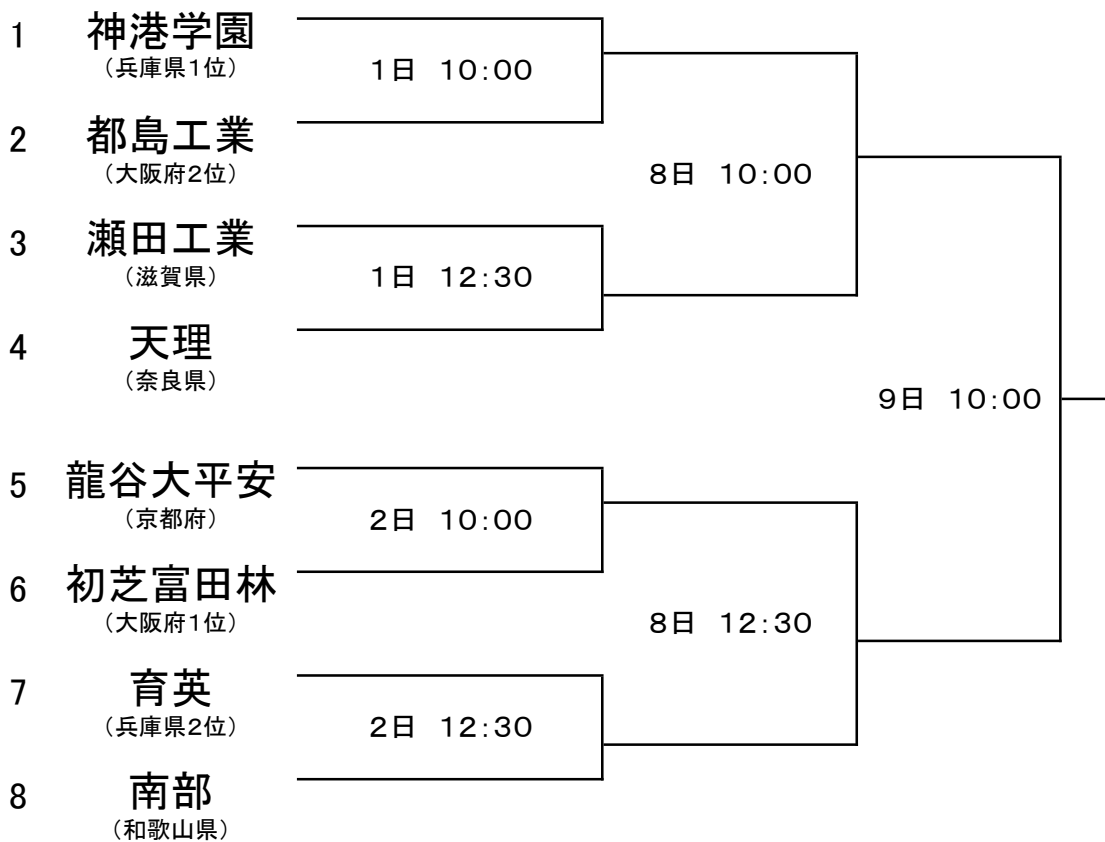 1 神港学園
(兵庫県1位)
1日 10:00
2 都島工業
(大阪府2位)
8日 10:00
3 瀬田工業
(滋賀県)
1日 12:30
4 天理
(奈良県)
9日 10:00
5 龍谷大平安
(京都府)
2日 10:00
6 初芝富田林
(大阪府1位)
8日 12:30
7 育英
(兵庫県2位)
2日 12:30
8 南部
(和歌山県)